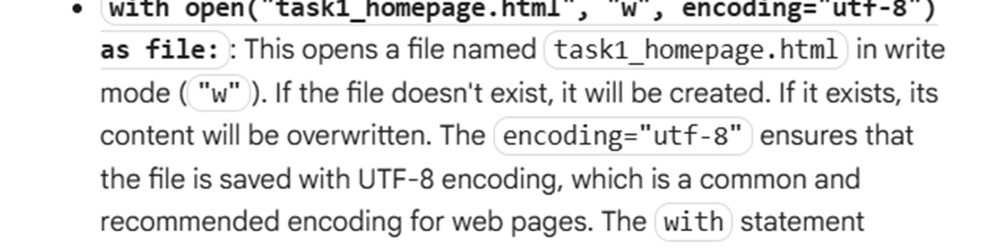 with open("task1_homepage.html", "w", encoding="utf-8")
as file: : This opens a file named task1_homepage.html in write
mode ( "w" ). If the file doesn't exist, it will be created. If it exists, its
content will be overwritten. The encoding="utf-8" ensures that
the file is saved with UTF-8 encoding, which is a common and
recommended encoding for web pages. The with statement